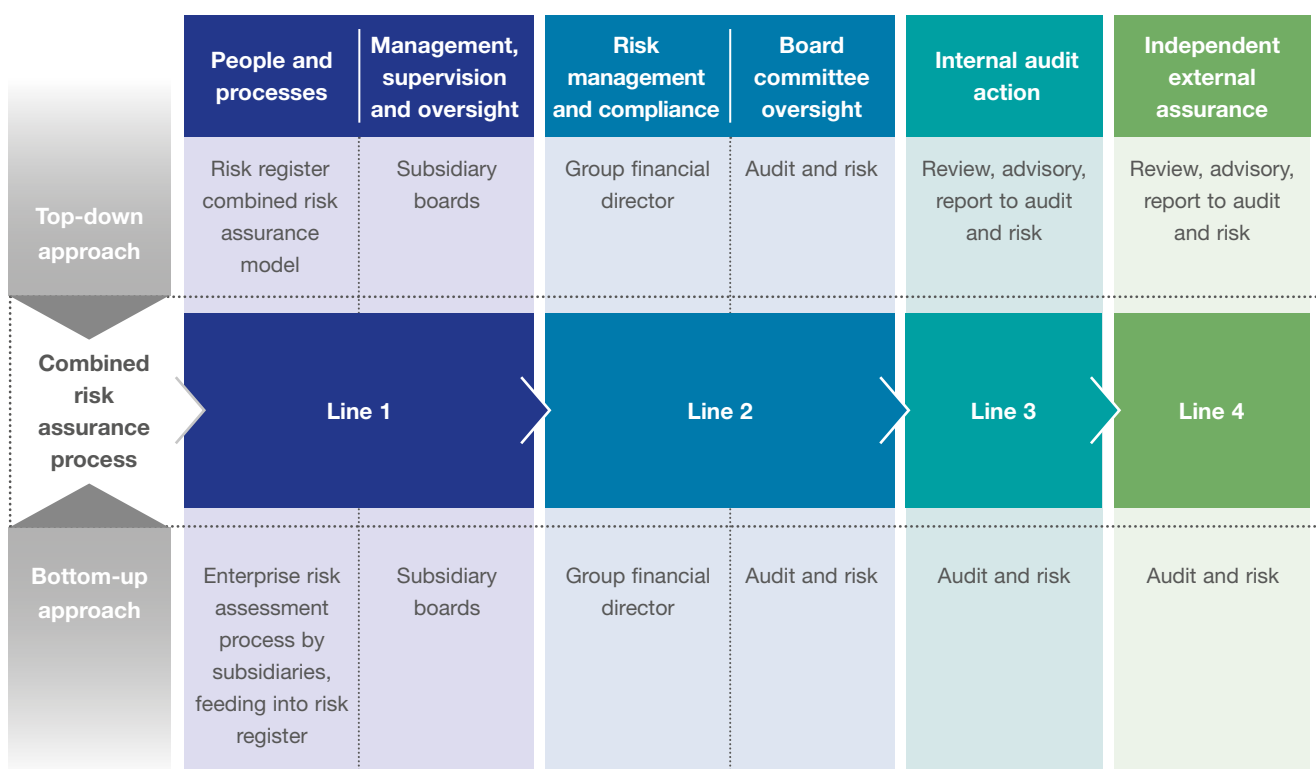 People and
processes
Management,
supervision
and oversight
Risk
management
and compliance
Board
committee
oversight
Internal audit
action
Independent
external
assurance
Top-down
approach
Risk register
combined risk
assurance
model
Subsidiary
boards
Group financial
director
Audit and risk
Review, advisory,
report to audit
and risk
Review, advisory,
report to audit
and risk
Combined
risk
assurance
process
Line 1
Line 2
Line 3
Line 4
Bottom-up
approach
Enterprise risk
assessment
process by
subsidiaries,
feeding into risk
register
Subsidiary
boards
Group financial
director
Audit and risk
Audit and risk
Audit and risk